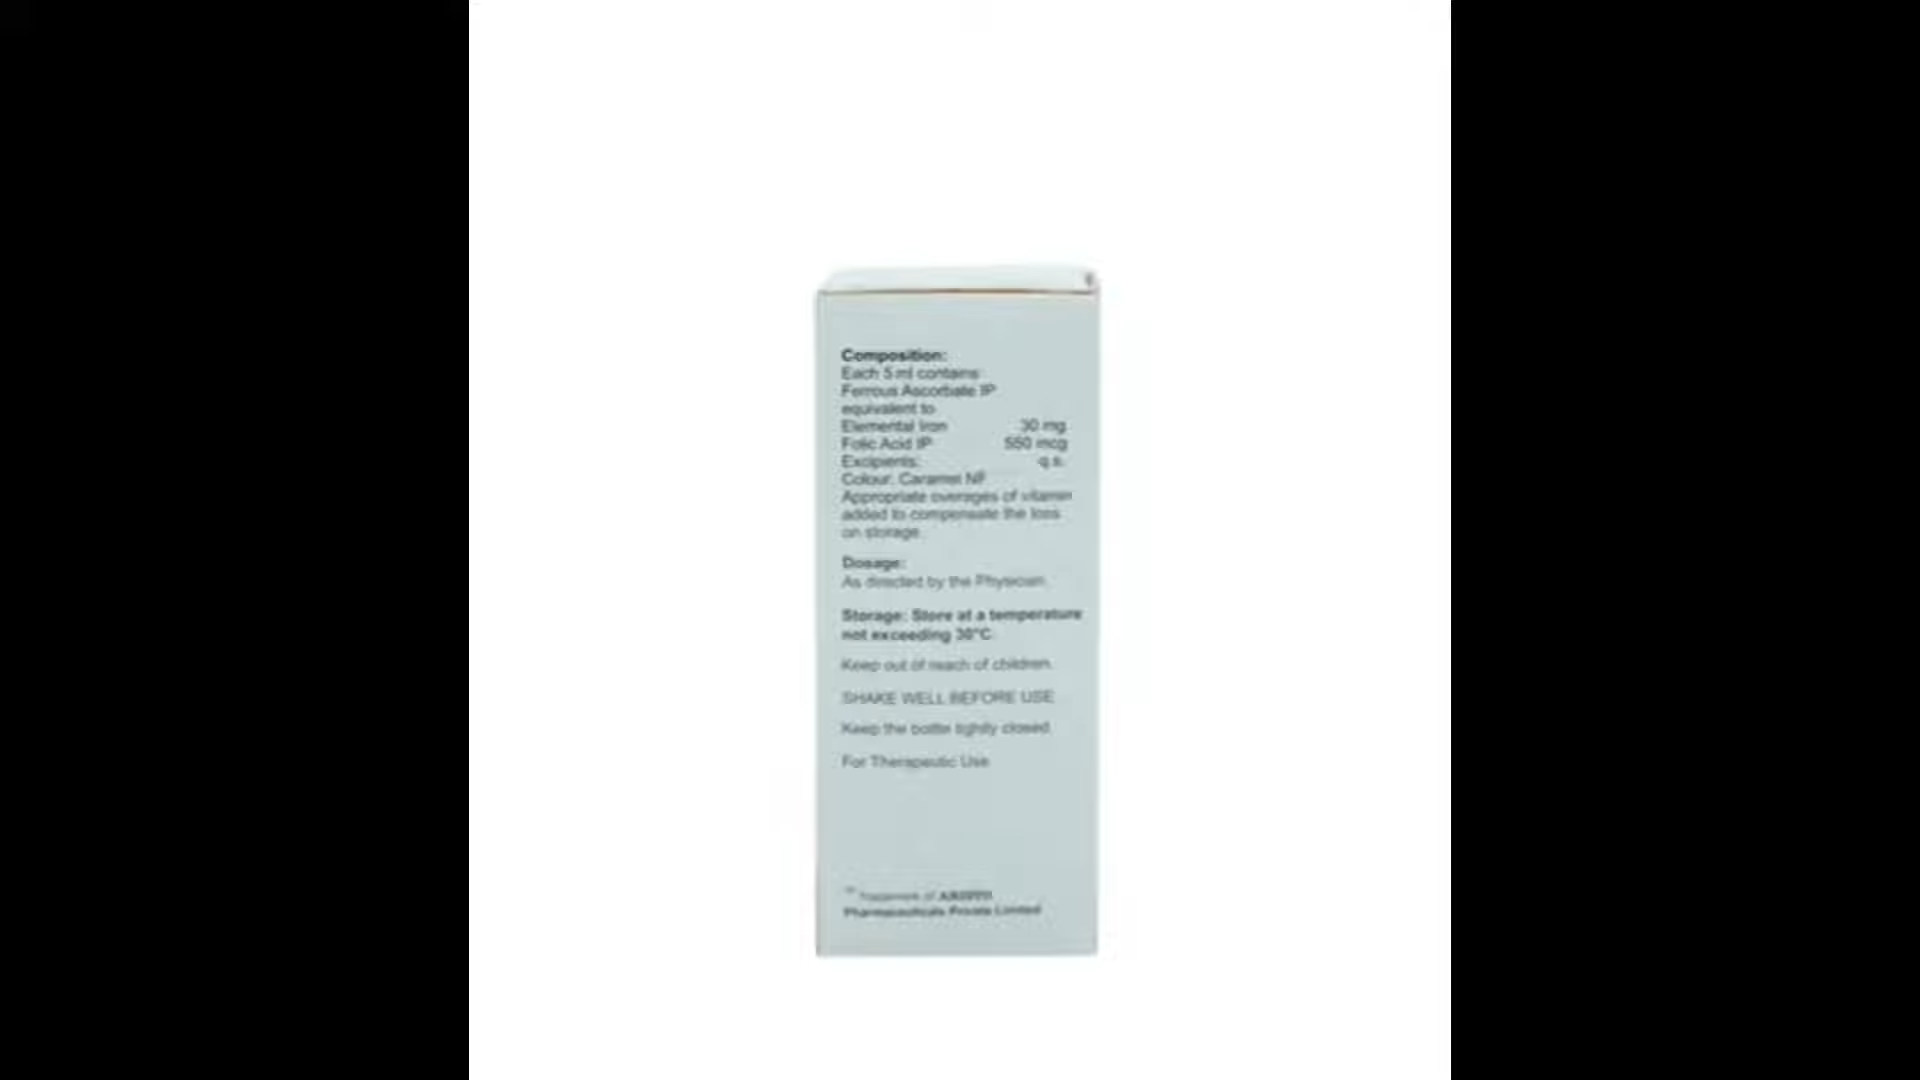 Composition:
Each 5 ml contains
Ferrous Ascorbate IP
equivalent to
Elemental Iron 30 mg
Folic Acid IP 550 mcg
Excipients: q.s.
Colour: Caramel NF
Appropriate overages of vitamin
added to compensate the loss
on storage.
Dosage:
As directed by the Physician.
Storage: Store at a temperature
not exceeding 30°C.
Keep out of reach of children.
SHAKE WELL BEFORE USE
Keep the bottle tightly closed.
For Therapeutic Use
Trademark of
Pharmaceuticals Private Limited